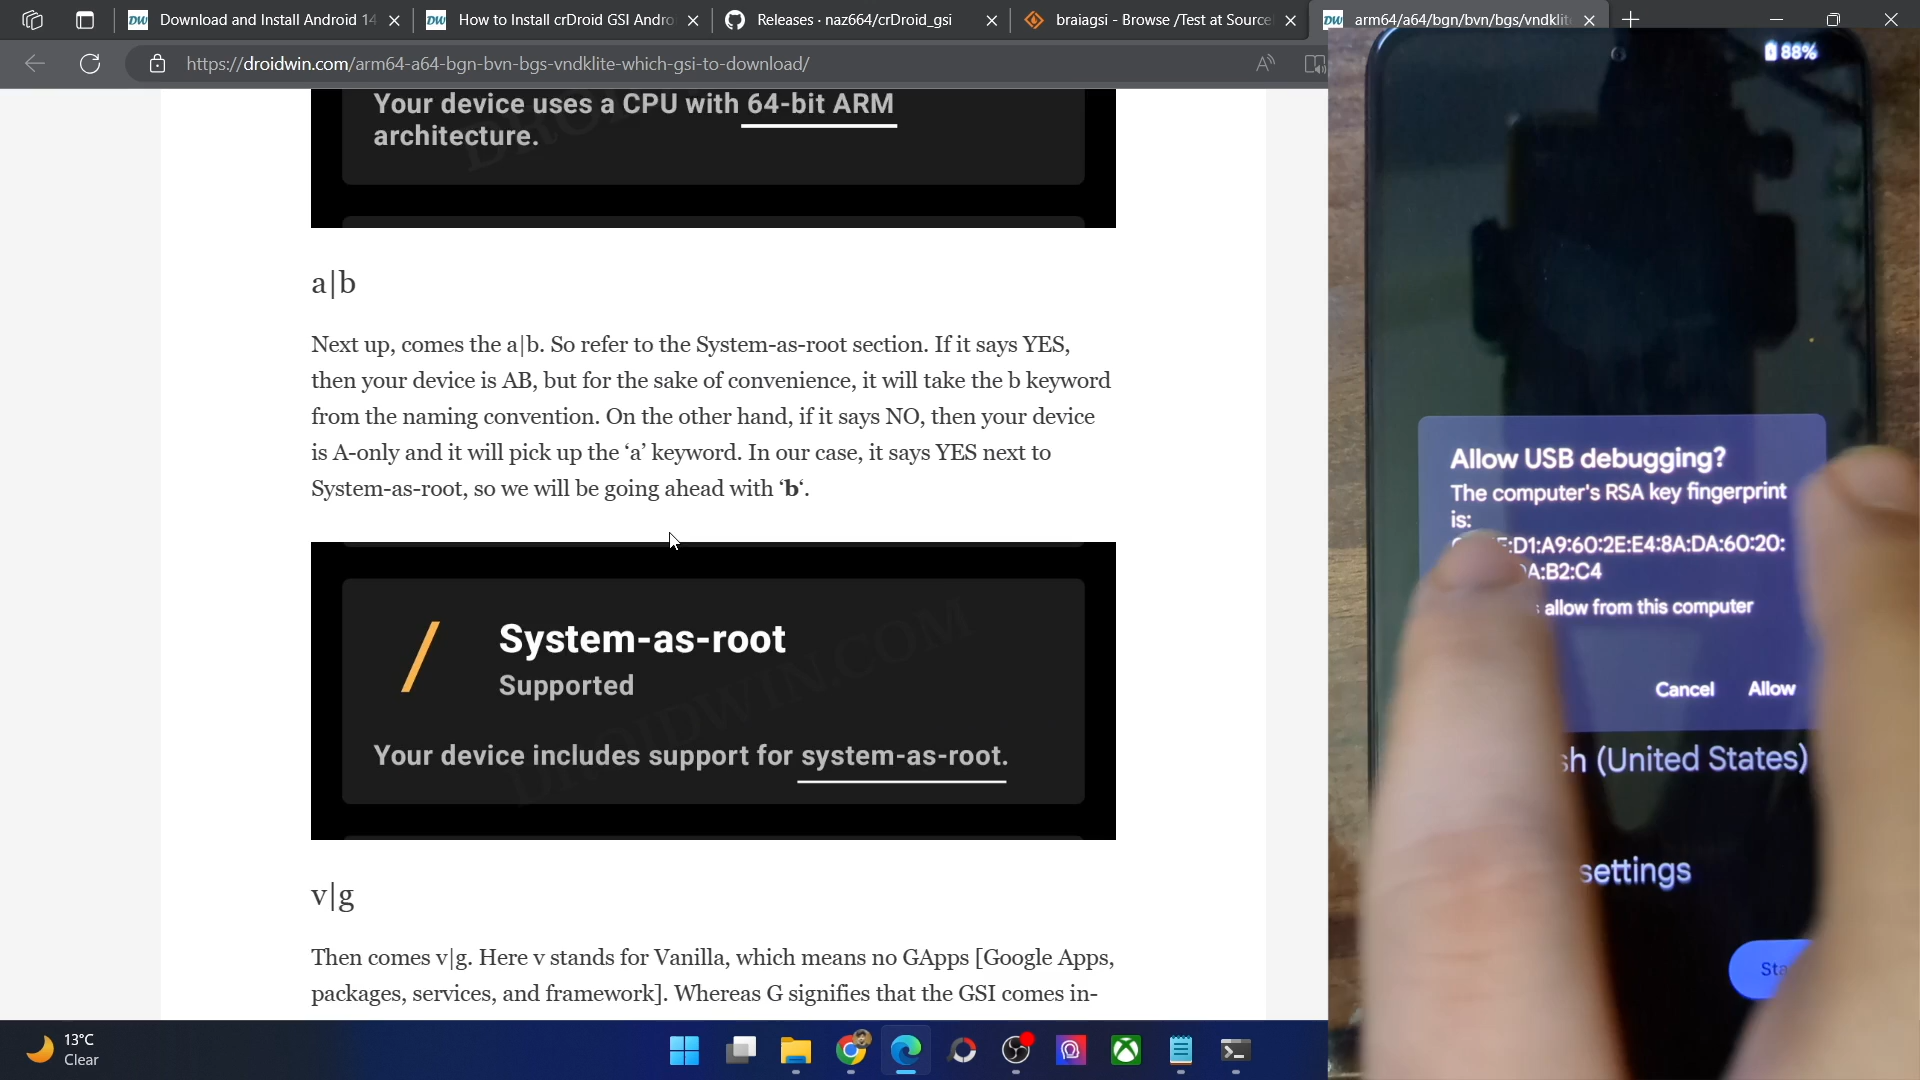 Download and Install Android 14
How to Install crDroid GSI Andro
Releases · naz664/crDroid_gsi
braiagsi - Browse /Test at Source
arm64/a64/bgn/bvn/bgs/vndklit
https://droidwin.com/arm64-a64-bgn-bvn-bgs-vndklite-which-gsi-to-download/
Your device uses a CPU with 64-bit ARM
architecture.
a|b
Next up, comes the a|b. So refer to the System-as-root section. If it says YES,
then your device is AB, but for the sake of convenience, it will take the b keyword
from the naming convention. On the other hand, if it says NO, then your device
is A-only and it will pick up the ‘a’ keyword. In our case, it says YES next to
System-as-root, so we will be going ahead with ‘b‘.
System-as-root
Supported
Your device includes support for system-as-root.
DROIDWIN.COM
v|g
Then comes v|g. Here v stands for Vanilla, which means no GApps [Google Apps,
packages, services, and framework]. Whereas G signifies that the GSI comes in-
13°C
Clear
88%
Allow USB debugging?
The computer's RSA key fingerprint
is:
:D1:A9:60:2E:E4:8A:DA:60:20:
A:B2:C4
allow from this computer
Cancel Allow
sh (United States)
settings